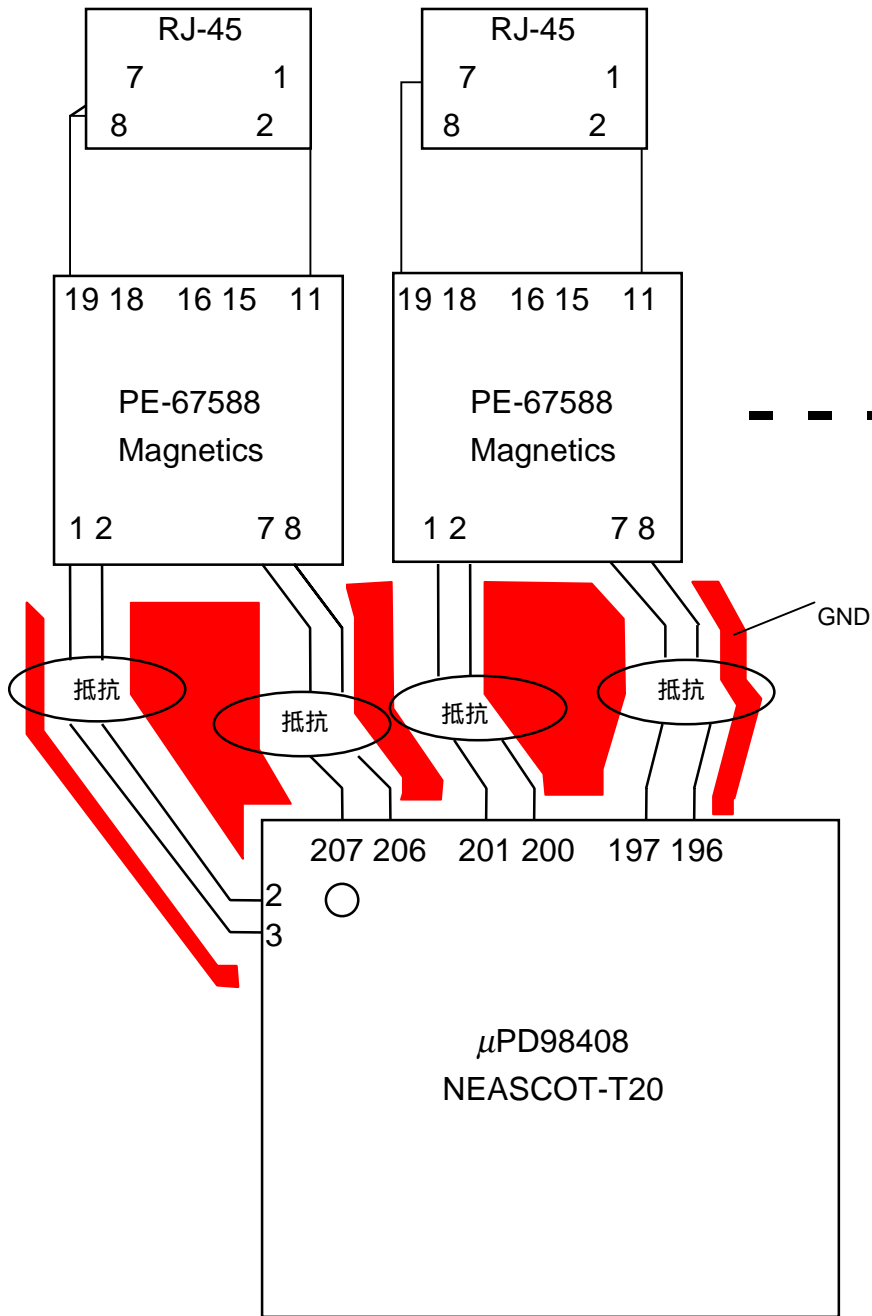 RJ-45
7 1
8 2
RJ-45
7 1
8 2
19 18 16 15 11
PE-67588
Magnetics
1 2 7 8
19 18 16 15 11
PE-67588
Magnetics
1 2 7 8
GND
抵抗
抵抗
抵抗
抵抗
207 206 201 200 197 196
2
3
μPD98408
NEASCOT-T20